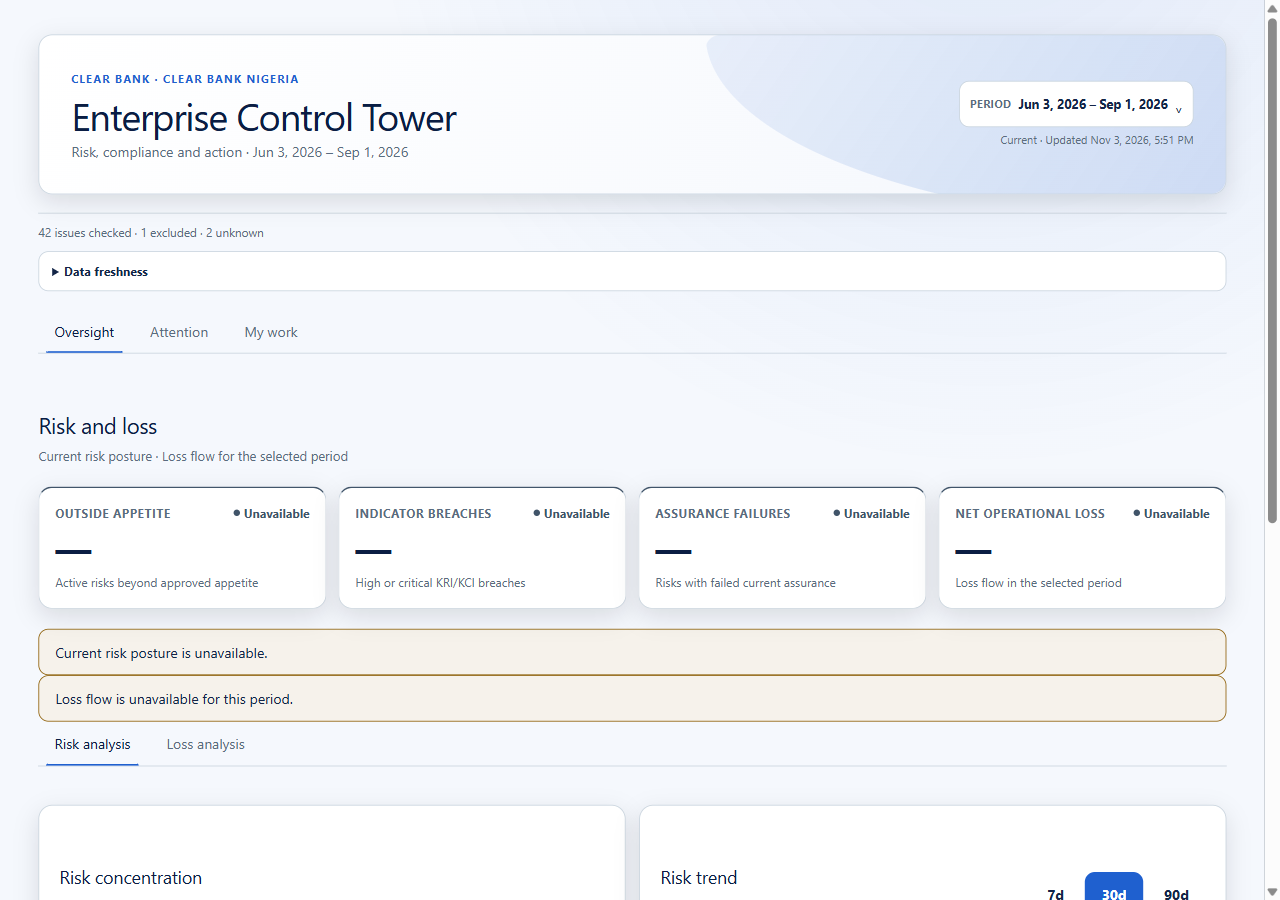 CLEAR BANK · CLEAR BANK NIGERIA
Enterprise Control Tower
Risk, compliance and action · Jun 3, 2026 – Sep 1, 2026
PERIOD Jun 3, 2026 – Sep 1, 2026 v
Current · Updated Nov 3, 2026, 5:51 PM
42 issues checked · 1 excluded · 2 unknown
Data freshness
Oversight Attention My work
Risk and loss
Current risk posture · Loss flow for the selected period
OUTSIDE APPETITE Unavailable
—
Active risks beyond approved appetite
INDICATOR BREACHES Unavailable
—
High or critical KRI/KCI breaches
ASSURANCE FAILURES Unavailable
—
Risks with failed current assurance
NET OPERATIONAL LOSS Unavailable
—
Loss flow in the selected period
Current risk posture is unavailable.
Loss flow is unavailable for this period.
Risk analysis Loss analysis
Risk concentration
Risk trend
7d 30d 90d